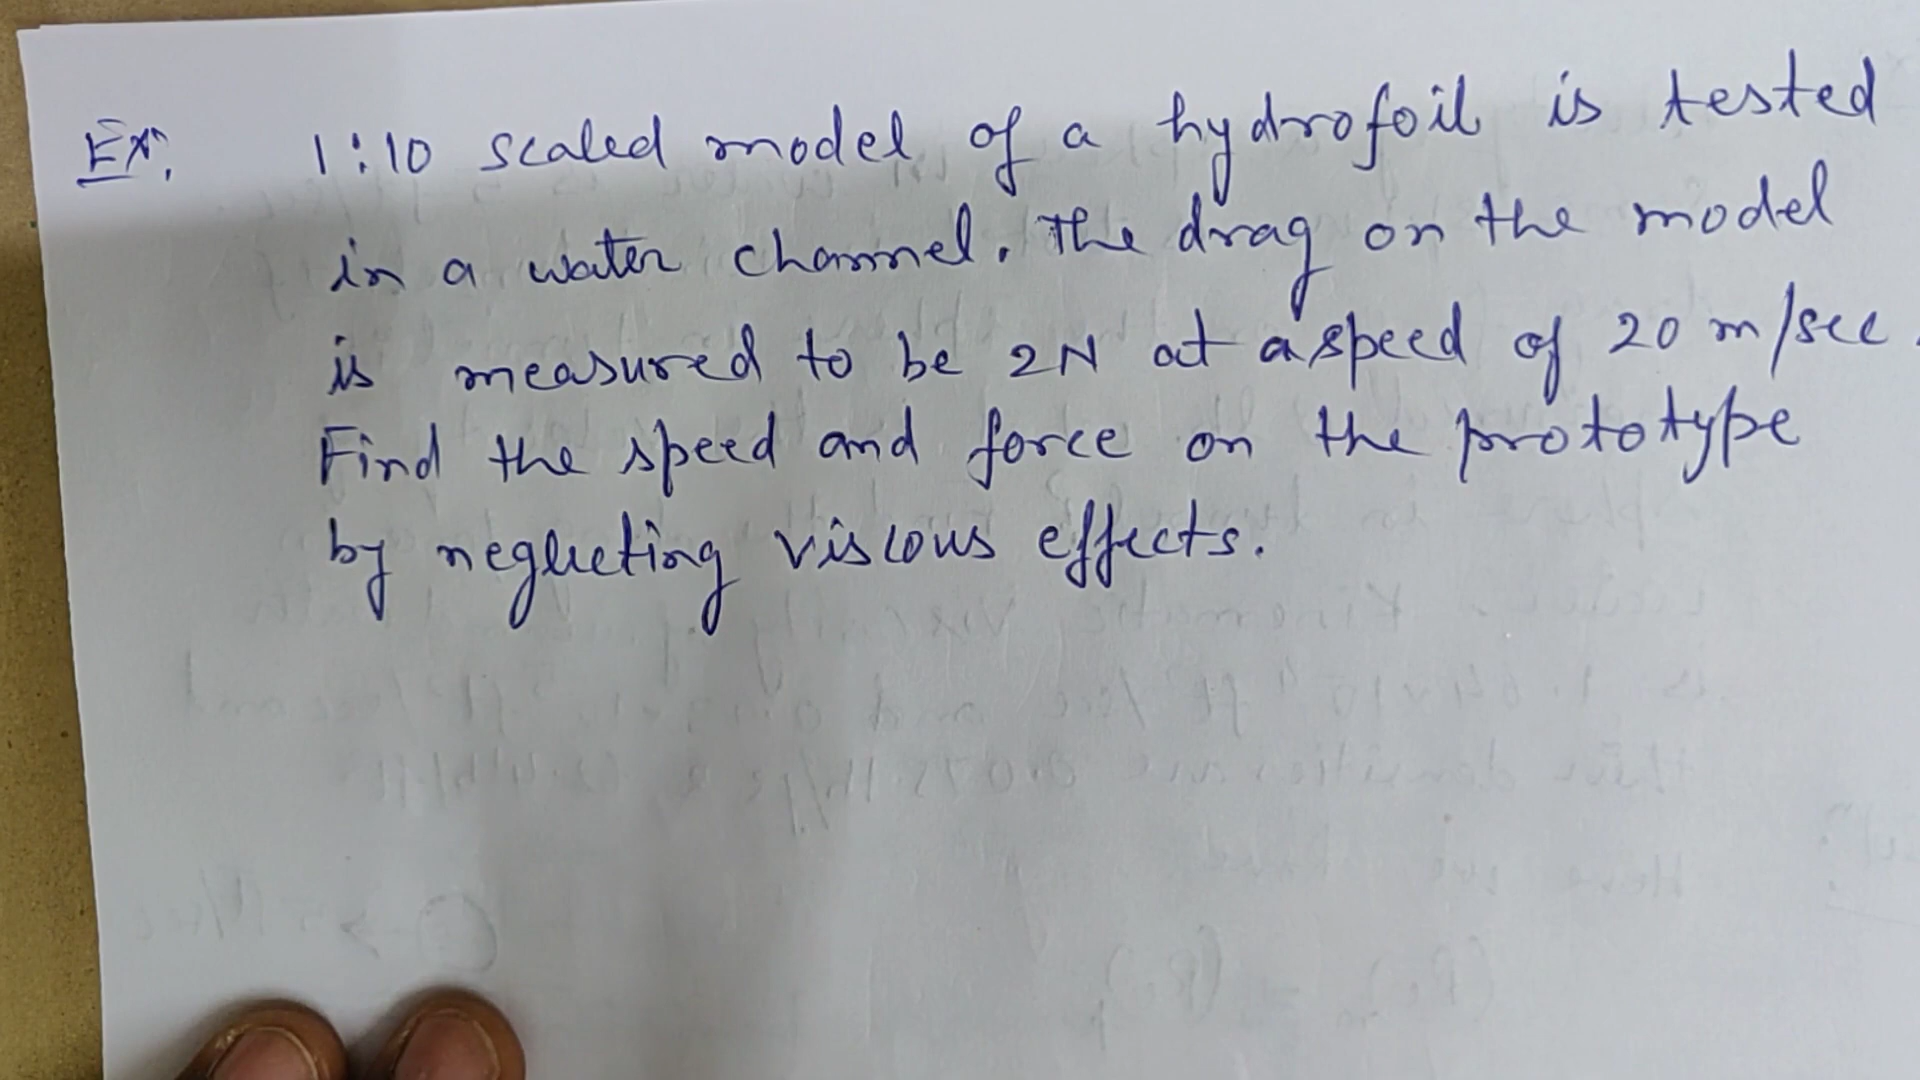 Ex. 1:10 scaled model of a hydrofoil is tested
in a water channel. The drag on the model
is measured to be 2N at a speed of 20 m/sec.
Find the speed and force on the prototype
by neglecting viscous effects.